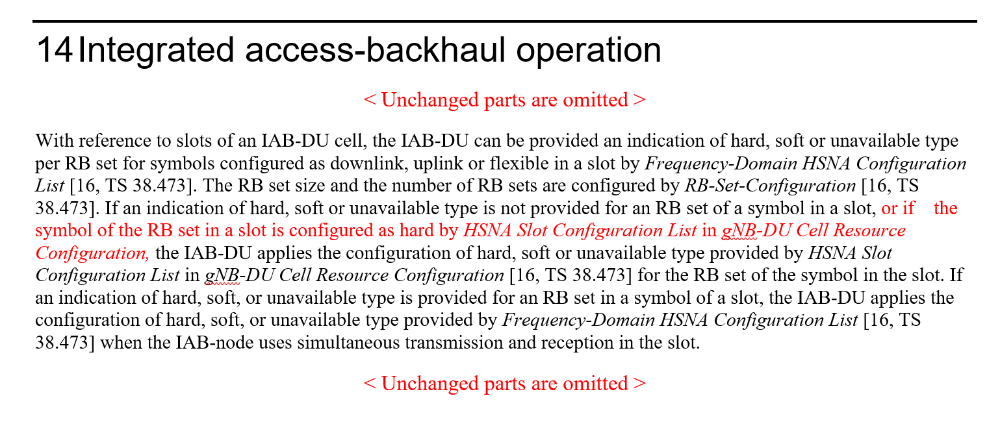 14 Integrated access-backhaul operation
< Unchanged parts are omitted >
With reference to slots of an IAB-DU cell, the IAB-DU can be provided an indication of hard, soft or unavailable type
per RB set for symbols configured as downlink, uplink or flexible in a slot by Frequency-Domain HSNA Configuration
List [16, TS 38.473]. The RB set size and the number of RB sets are configured by RB-Set-Configuration [16, TS
38.473]. If an indication of hard, soft or unavailable type is not provided for an RB set of a symbol in a slot, or if the
symbol of the RB set in a slot is configured as hard by HSNA Slot Configuration List in gNB-DU Cell Resource
Configuration, the IAB-DU applies the configuration of hard, soft or unavailable type provided by HSNA Slot
Configuration List in gNB-DU Cell Resource Configuration [16, TS 38.473] for the RB set of the symbol in the slot. If
an indication of hard, soft, or unavailable type is provided for an RB set in a symbol of a slot, the IAB-DU applies the
configuration of hard, soft, or unavailable type provided by Frequency-Domain HSNA Configuration List [16, TS
38.473] when the IAB-node uses simultaneous transmission and reception in the slot.
< Unchanged parts are omitted >